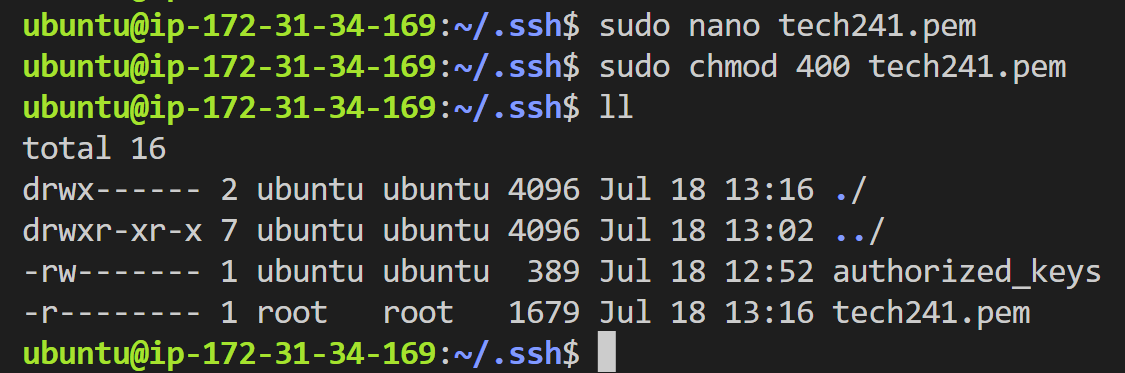 ubuntu@ip-172-31-34-169:~/.ssh$ sudo nano tech241.pem
ubuntu@ip-172-31-34-169:~/.ssh$ sudo chmod 400 tech241.pem
ubuntu@ip-172-31-34-169:~/.ssh$ ll
total 16
drwx------ 2 ubuntu ubuntu 4096 Jul 18 13:16 ./
drwxr-xr-x 7 ubuntu ubuntu 4096 Jul 18 13:02 ../
-rw------- 1 ubuntu ubuntu  389 Jul 18 12:52 authorized_keys
-r-------- 1 root   root   1679 Jul 18 13:16 tech241.pem
ubuntu@ip-172-31-34-169:~/.ssh$